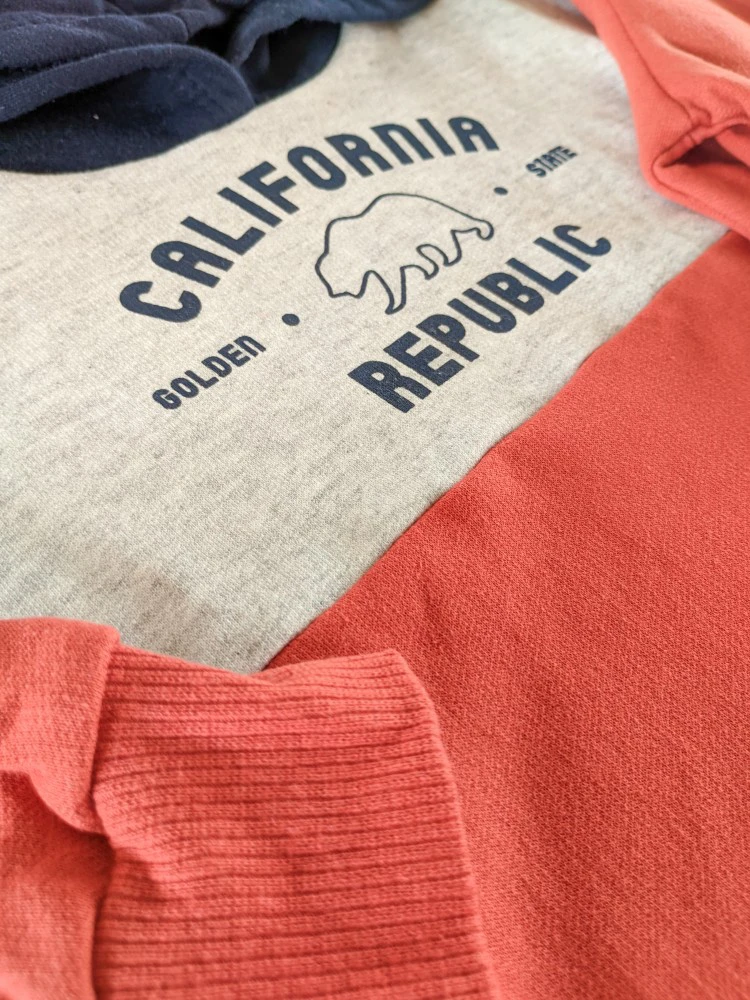 CALIFORNIA
GOLDEN • • STATE
REPUBLIC